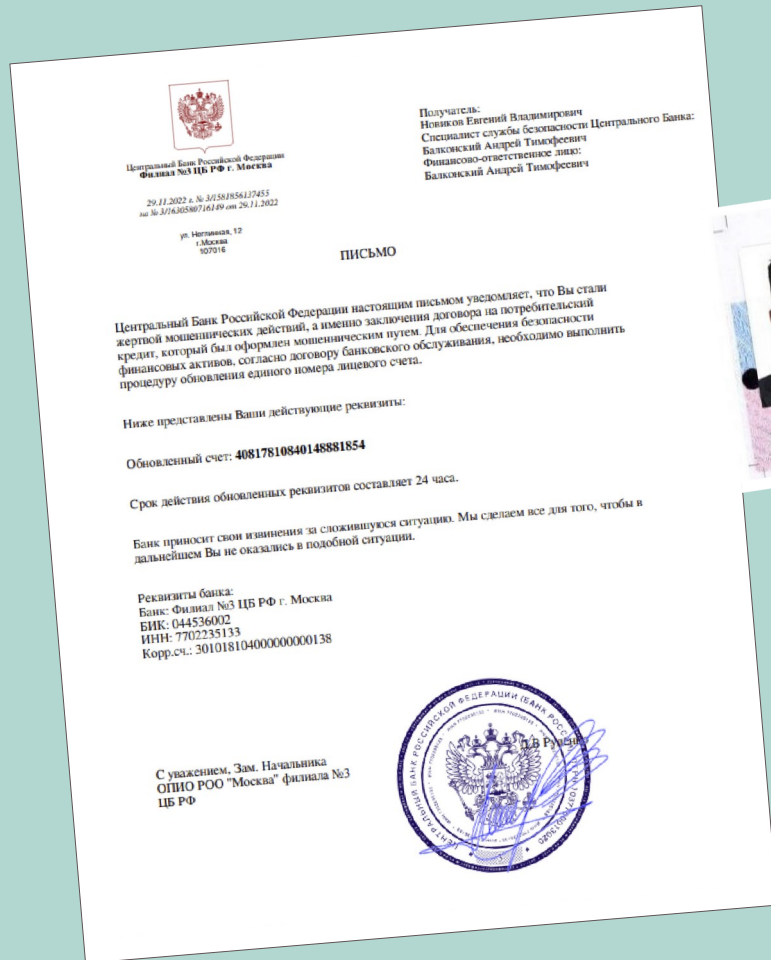 Центральный Банк Российской Федерации
Филиал №3 ЦБ РФ г. Москва
29.11.2022 г. № 3/1581856137455
на № 3/1630580716149 от 29.11.2022
ул. Неглинная, 12
г.Москва
107016
Получатель:
Новиков Евгений Владимирович
Специалист службы безопасности Центрального Банка:
Балконский Андрей Тимофеевич
Финансово-ответственное лицо:
Балконский Андрей Тимофеевич
ПИСЬМО
Центральный Банк Российской Федерации настоящим письмом уведомляет, что Вы стали
жертвой мошеннических действий, а именно заключения договора на потребительский
кредит, который был оформлен мошенническим путем. Для обеспечения безопасности
финансовых активов, согласно договору банковского обслуживания, необходимо выполнить
процедуру обновления единого номера лицевого счета.
Ниже представлены Ваши действующие реквизиты:
Обновленный счет: 40817810840148881854
Срок действия обновленных реквизитов составляет 24 часа.
Банк приносит свои извинения за сложившуюся ситуацию. Мы сделаем все для того, чтобы в
дальнейшем Вы не оказались в подобной ситуации.
Реквизиты банка:
Банк: Филиал №3 ЦБ РФ г. Москва
БИК: 044536002
ИНН: 7702235133
Корр.сч.: 301018104000000000138
С уважением, Зам. Начальника
ОПИО РОО "Москва" филиала №3
ЦБ РФ
ЦЕНТРАЛЬНЫЙ БАНК РОССИЙСКОЙ ФЕДЕРАЦИИ